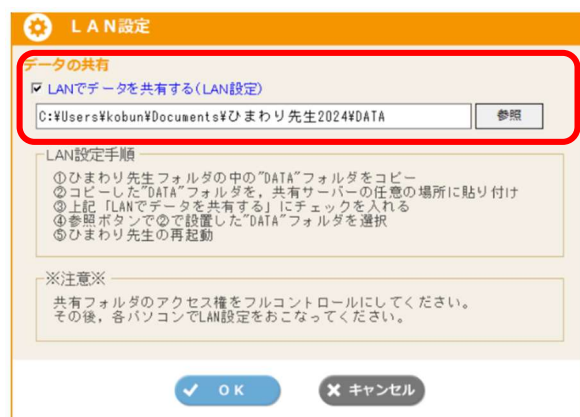 LAN設定
データの共有
LANでデータを共有する(LAN設定)
C:¥Users¥kobun¥Documents¥ひまわり先生2024¥DATA 参照
LAN設定手順
①ひまわり先生フォルダの中の"DATA"フォルダをコピー
②コピーした"DATA"フォルダを，共有サーバーの任意の場所に貼り付け
③上記「LANでデータを共有する」にチェックを入れる
④参照ボタンで②で設置した"DATA"フォルダを選択
⑤ひまわり先生の再起動
※注意※
共有フォルダのアクセス権をフルコントロールにしてください。
その後，各パソコンでLAN設定をおこなってください。
OK キャンセル